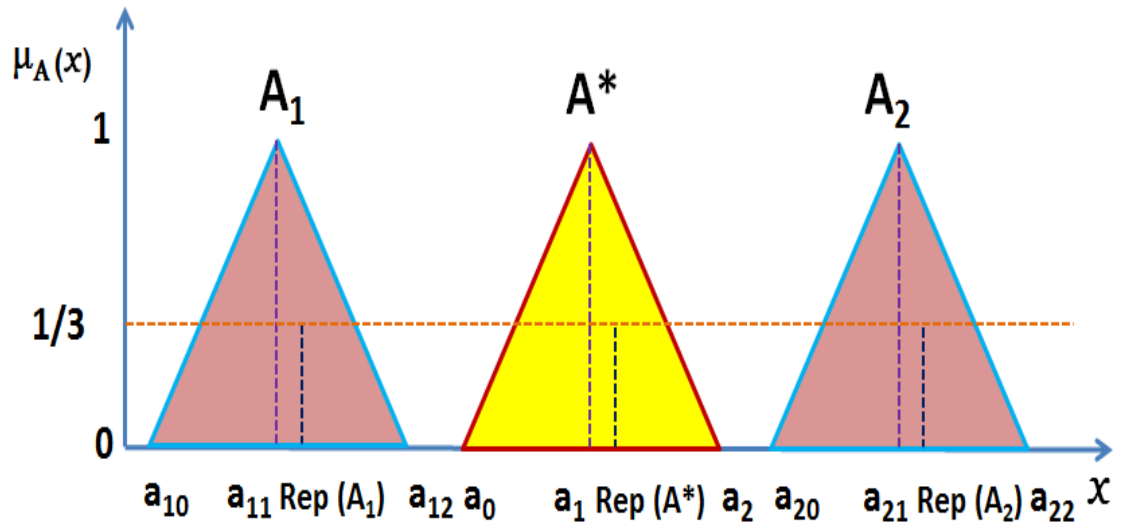 μ_A(x)
A₁ A* A₂
1
1/3
0
a₁₀ a₁₁ Rep (A₁) a₁₂ a₀ a₁ Rep (A*) a₂ a₂₀ a₂₁ Rep (A₂) a₂₂ x